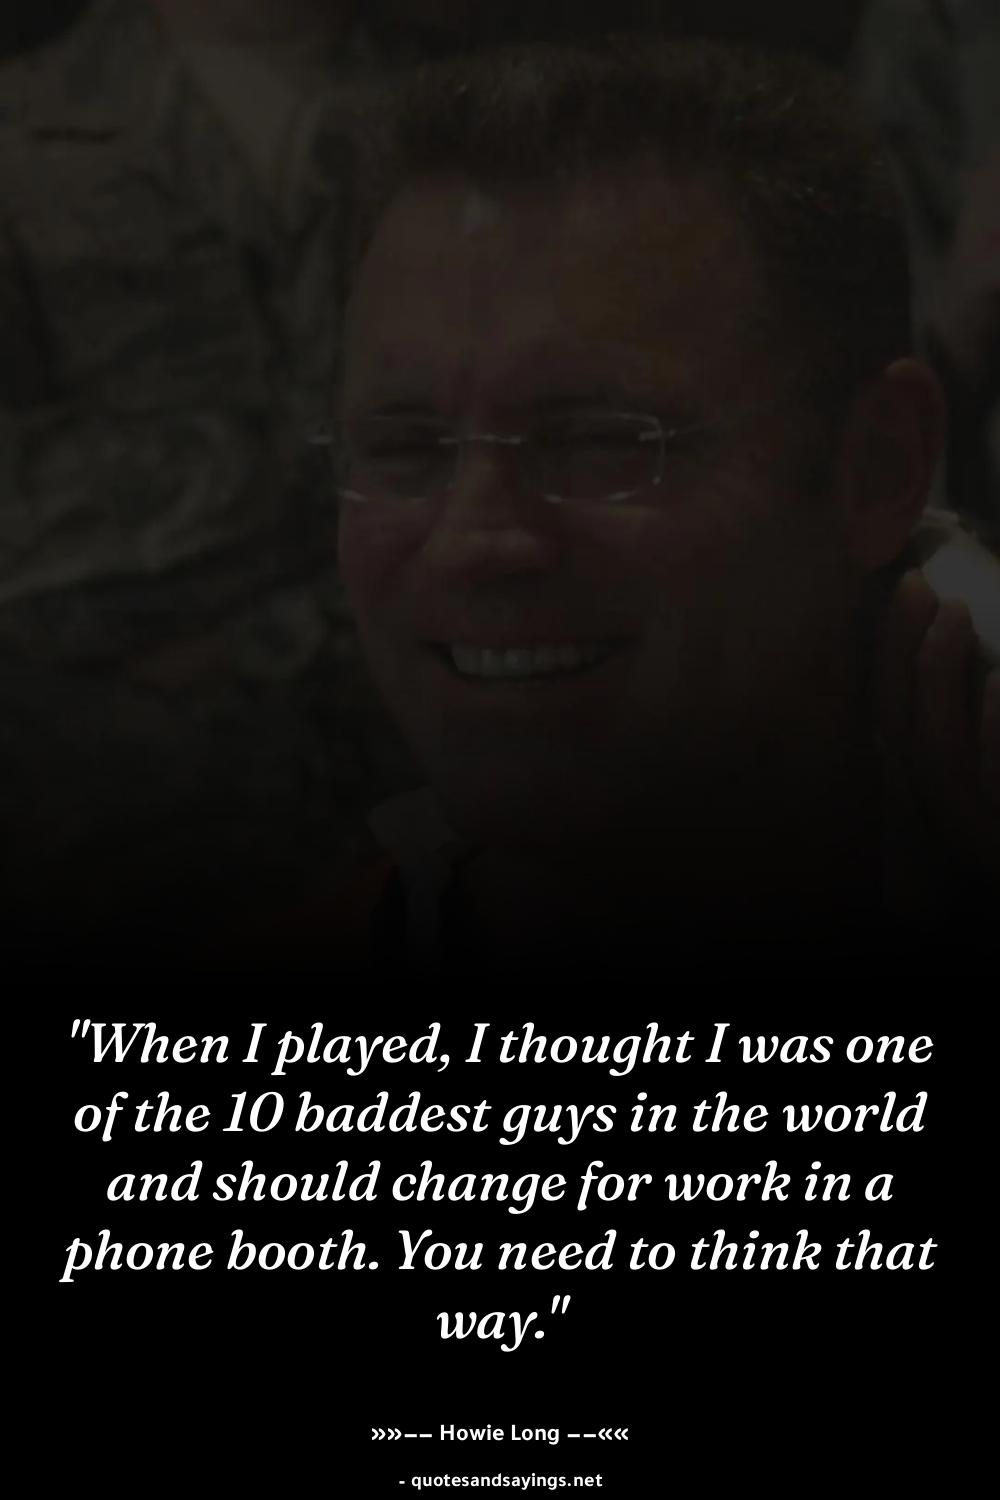 "When I played, I thought I was one
of the 10 baddest guys in the world
and should change for work in a
phone booth. You need to think that
way."
»»–– Howie Long ––««
- quotesandsayings.net